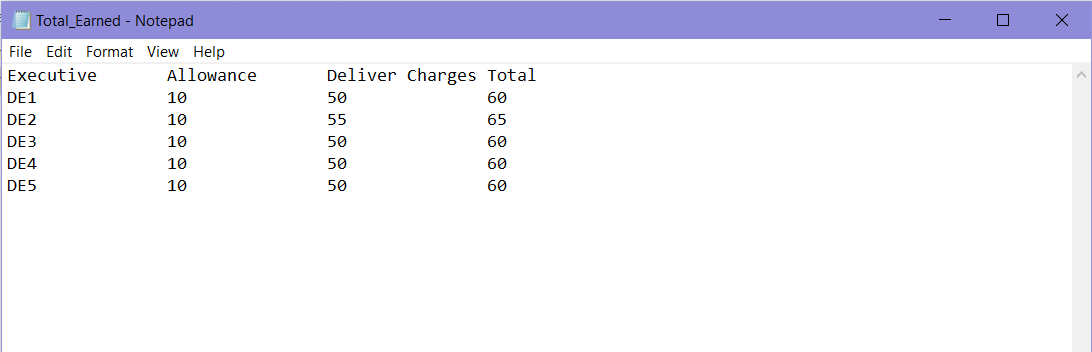 Total_Earned - Notepad
File Edit Format View Help
Executive Allowance Deliver Charges Total
DE1 10 50 60
DE2 10 55 65
DE3 10 50 60
DE4 10 50 60
DE5 10 50 60